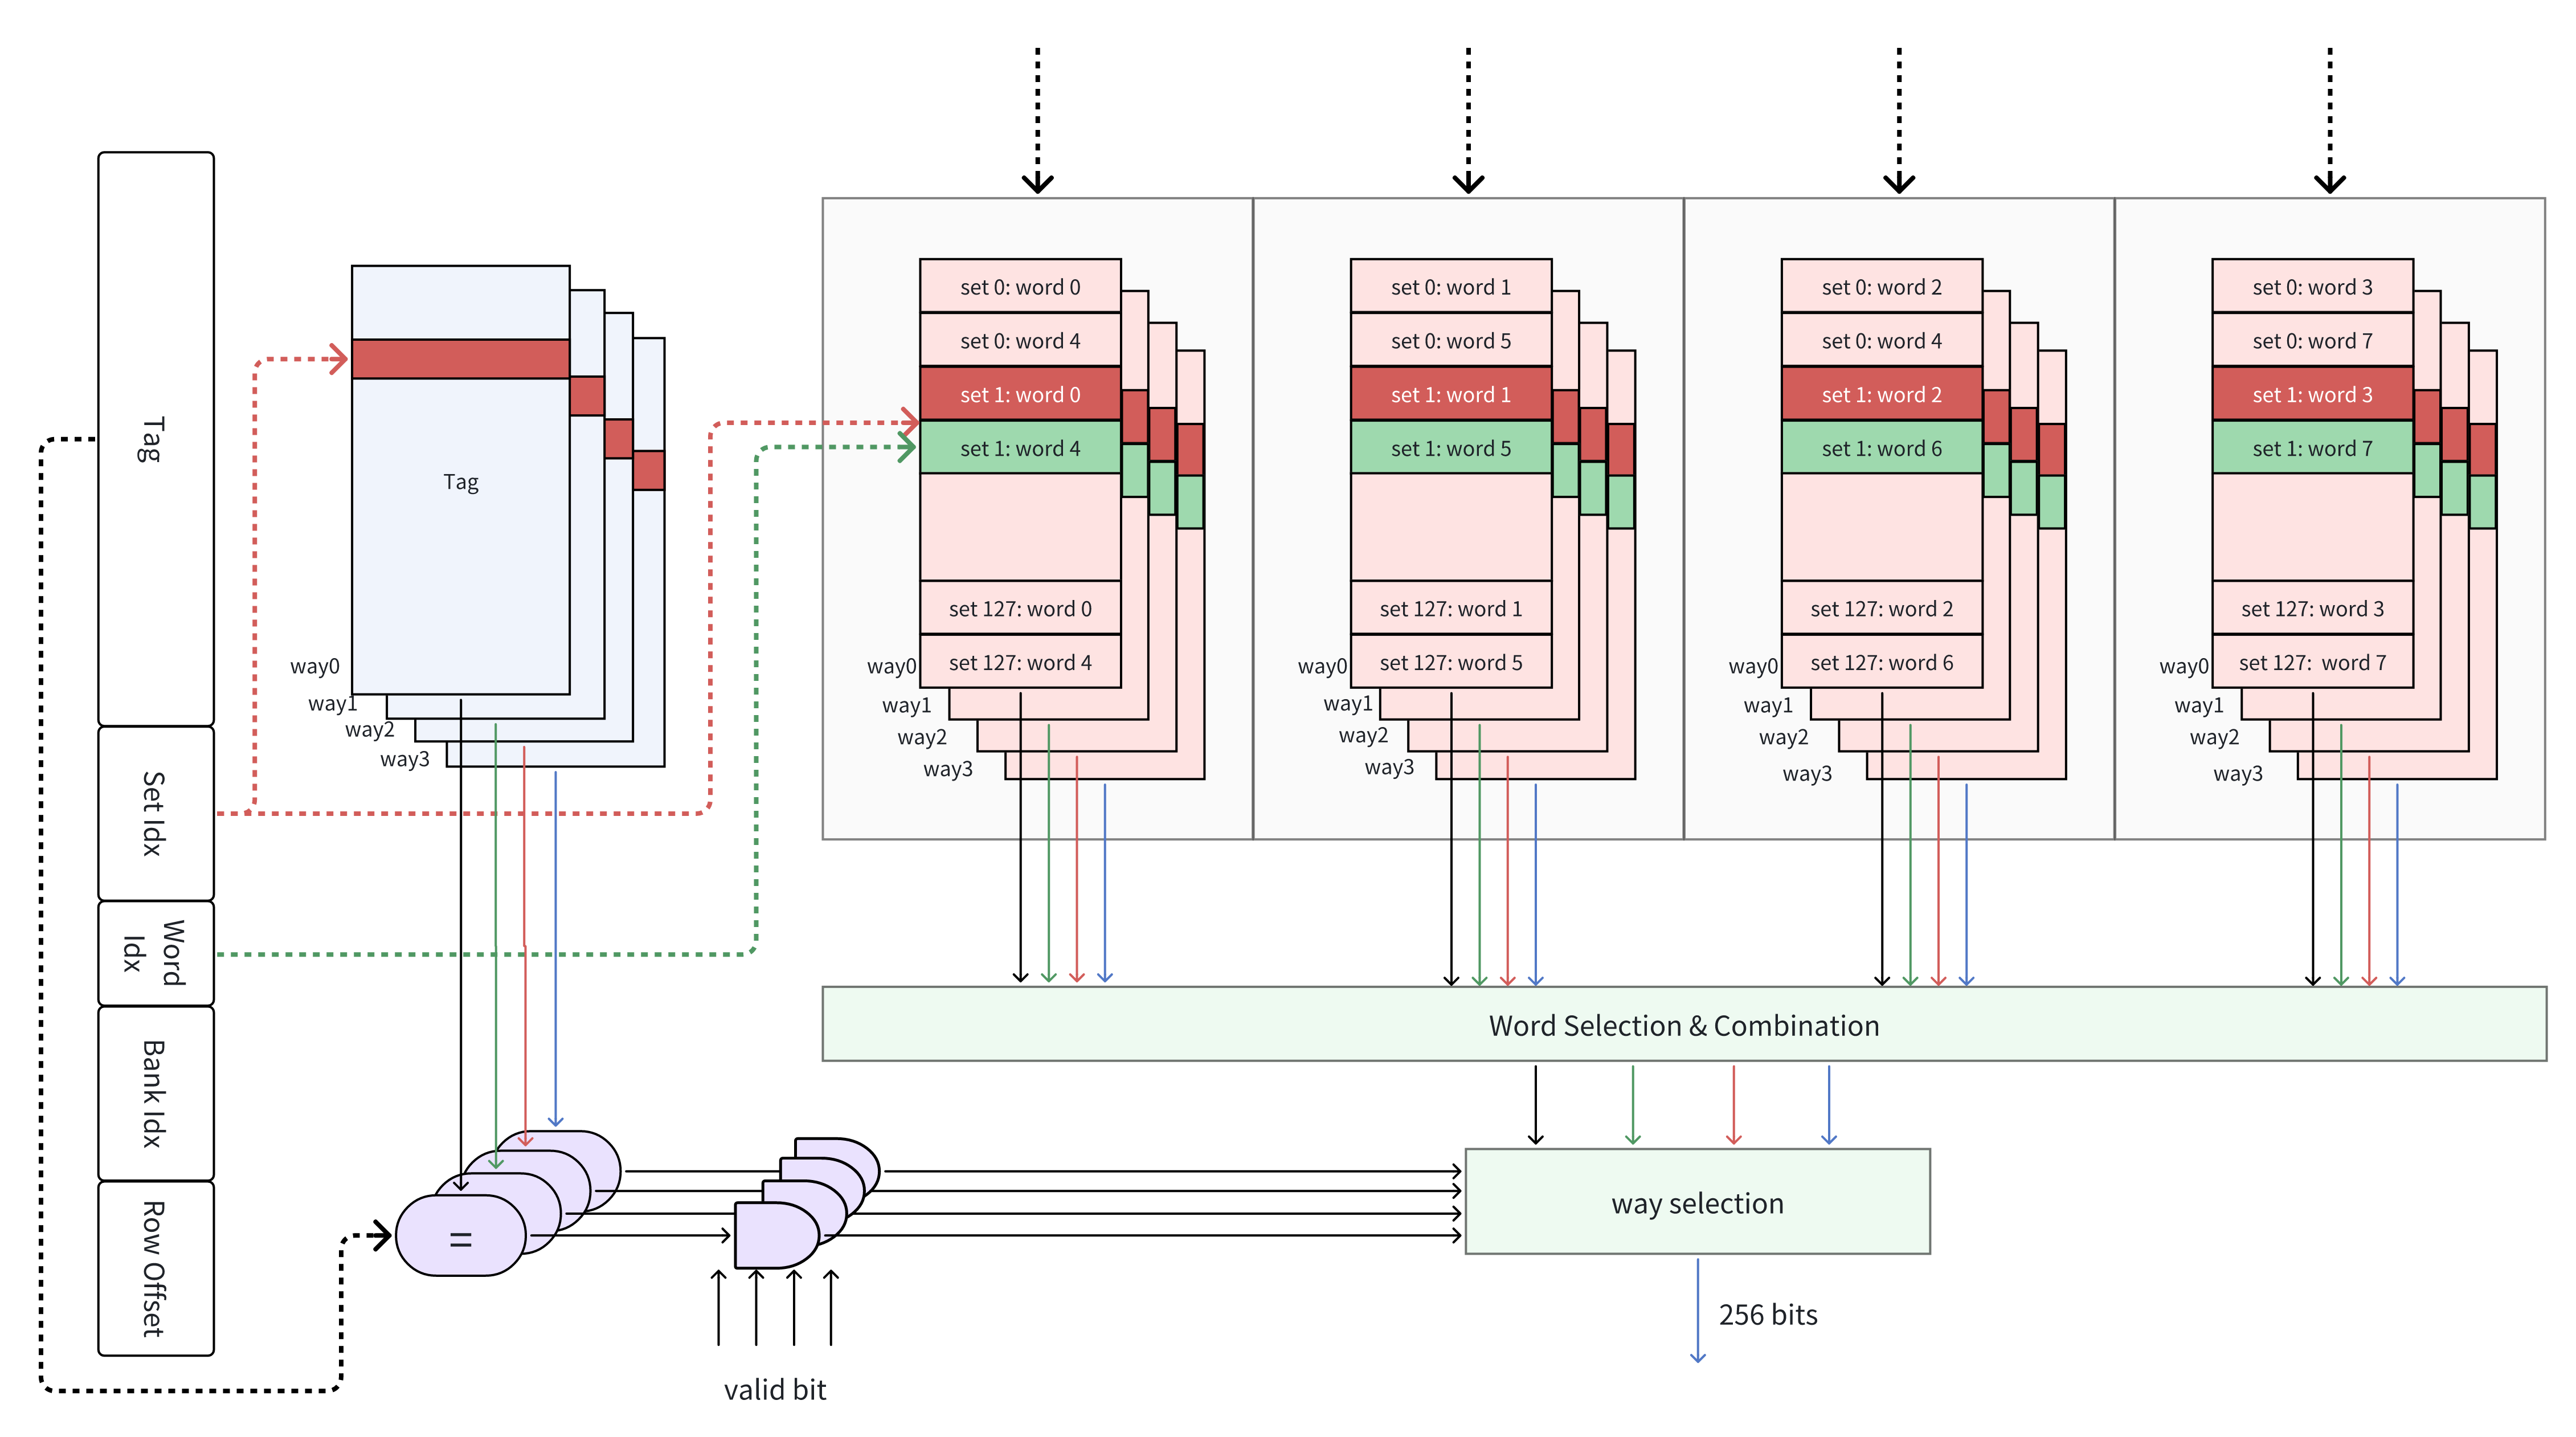 Tag
Set Idx
Word
Idx
Bank Idx
Row Offset
Tag
way0
way1
way2
way3
set 0: word 0
set 0: word 4
set 1: word 0
set 1: word 4
set 127: word 0
set 127: word 4
way0
way1
way2
way3
set 0: word 1
set 0: word 5
set 1: word 1
set 1: word 5
set 127: word 1
set 127: word 5
way0
way1
way2
way3
set 0: word 2
set 0: word 4
set 1: word 2
set 1: word 6
set 127: word 2
set 127: word 6
way0
way1
way2
way3
set 0: word 3
set 0: word 7
set 1: word 3
set 1: word 7
set 127: word 3
set 127: word 7
way0
way1
way2
way3
Word Selection & Combination
=
way selection
256 bits
valid bit